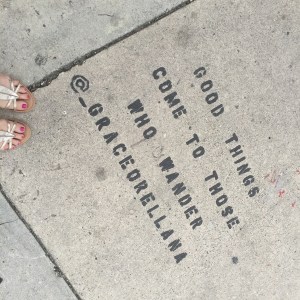 GOOD THINGS
COME TO THOSE
WHO WANDER
@_GRACEORELLANA